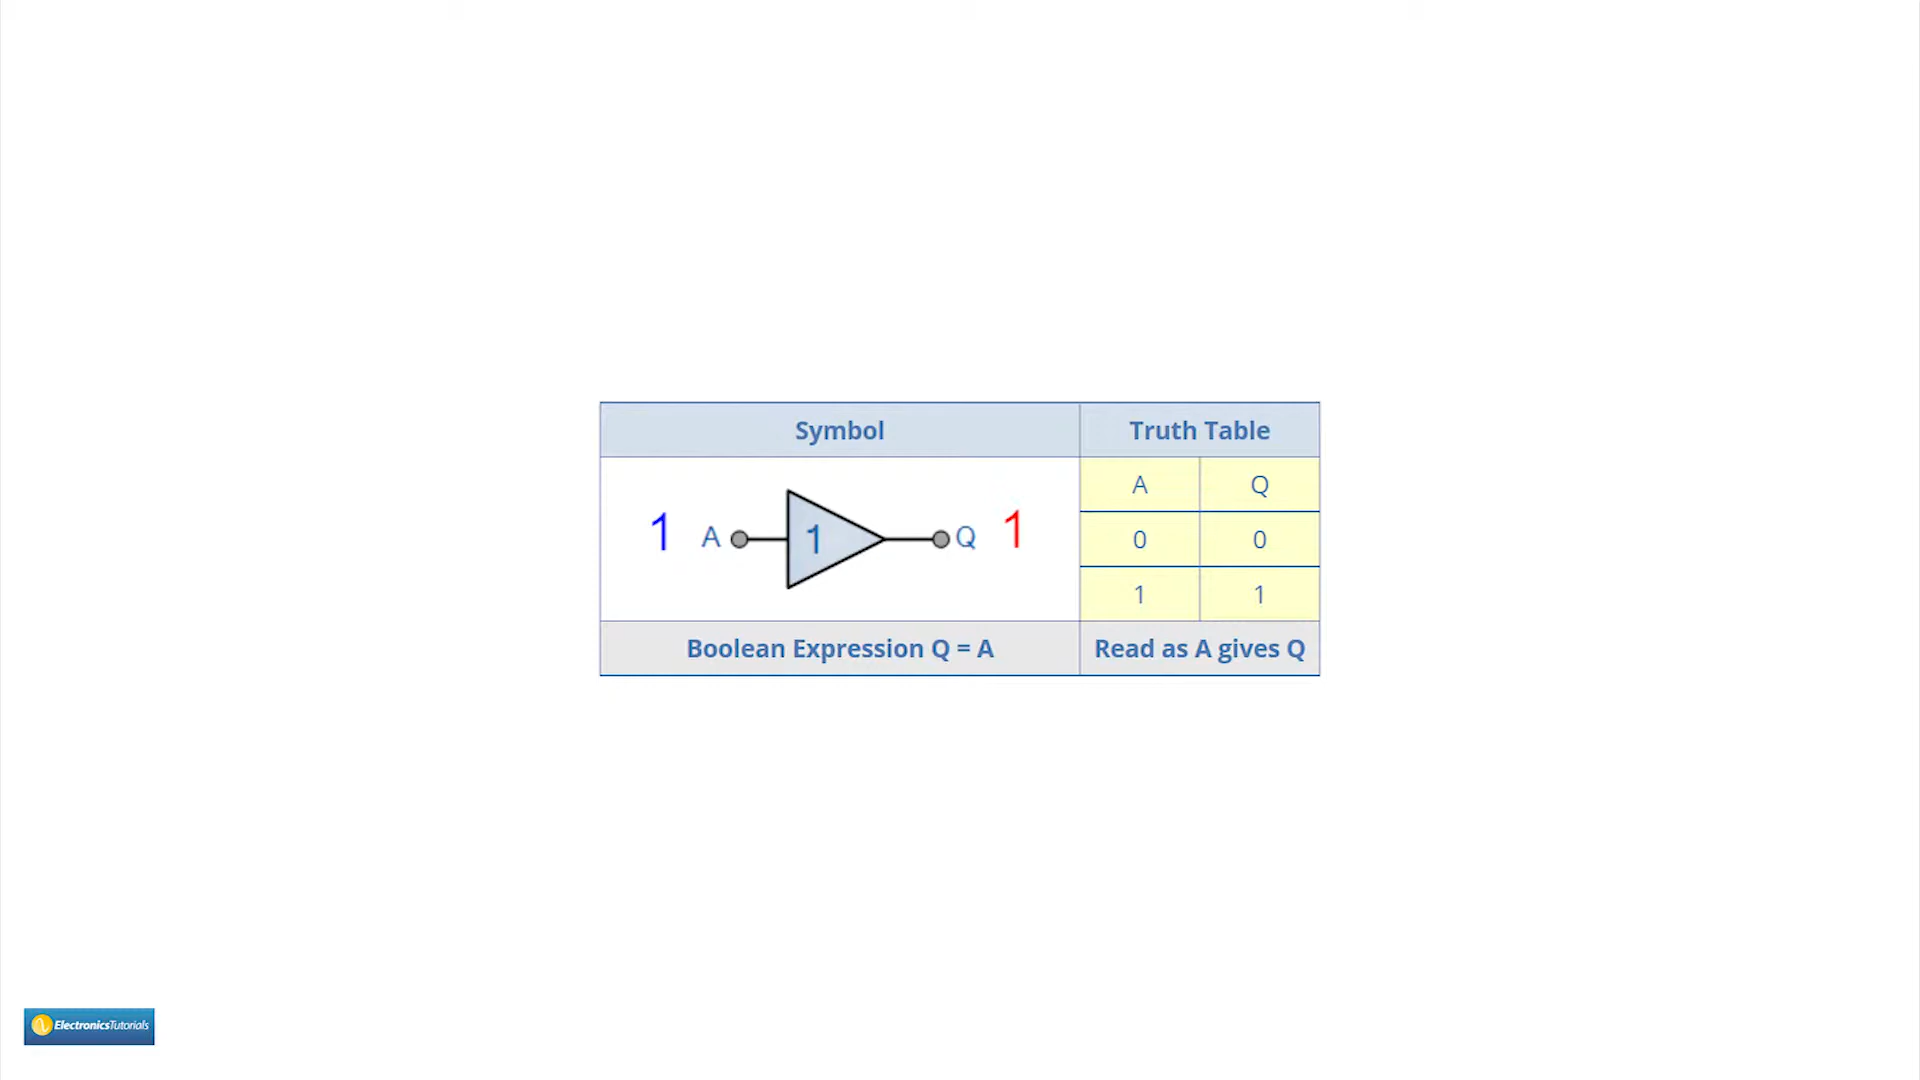 Symbol Truth Table
A Q
1 A 1 Q 1 0 0
1 1
Boolean Expression Q = A Read as A gives Q
ElectronicsTutorials